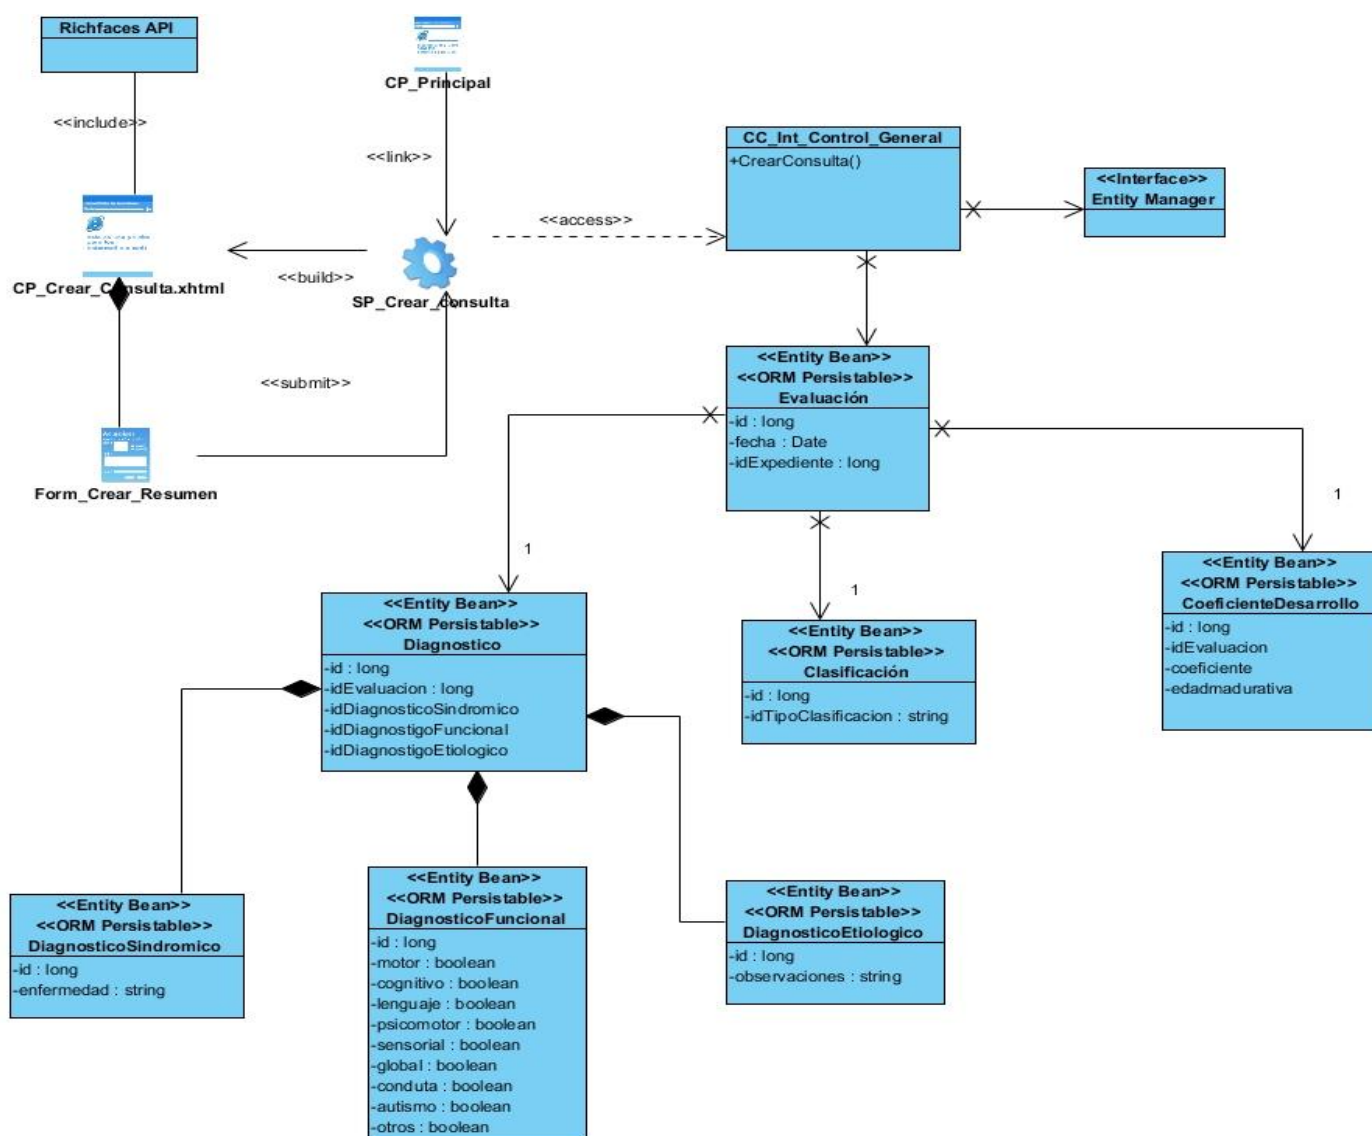 Richfaces API
CP_Principal
<<include>>
<<link>>
CC_Int_Control_General
+CrearConsulta()
<<Interface>>
Entity Manager
<<access>>
<<build>>
CP_Crear_Consulta.xhtml
SP_Crear_consulta
<<submit>>
Form_Crear_Resumen
<<Entity Bean>>
<<ORM Persistable>>
Evaluación
-id : long
-fecha : Date
-idExpediente : long
1
1
1
<<Entity Bean>>
<<ORM Persistable>>
CoeficienteDesarrollo
-id : long
-idEvaluacion
-coeficiente
-edadmadurativa
<<Entity Bean>>
<<ORM Persistable>>
Diagnostico
-id : long
-idEvaluacion : long
-idDiagnosticoSindromico
-idDiagnostigoFuncional
-idDiagnostigoEtiologico
<<Entity Bean>>
<<ORM Persistable>>
Clasificación
-id : long
-idTipoClasificacion : string
<<Entity Bean>>
<<ORM Persistable>>
DiagnosticoSindromico
-id : long
-enfermedad : string
<<Entity Bean>>
<<ORM Persistable>>
DiagnosticoFuncional
-id : long
-motor : boolean
-cognitivo : boolean
-lenguaje : boolean
-psicomotor : boolean
-sensorial : boolean
-global : boolean
-conduta : boolean
-autismo : boolean
-otros : boolean
<<Entity Bean>>
<<ORM Persistable>>
DiagnosticoEtiologico
-id : long
-observaciones : string